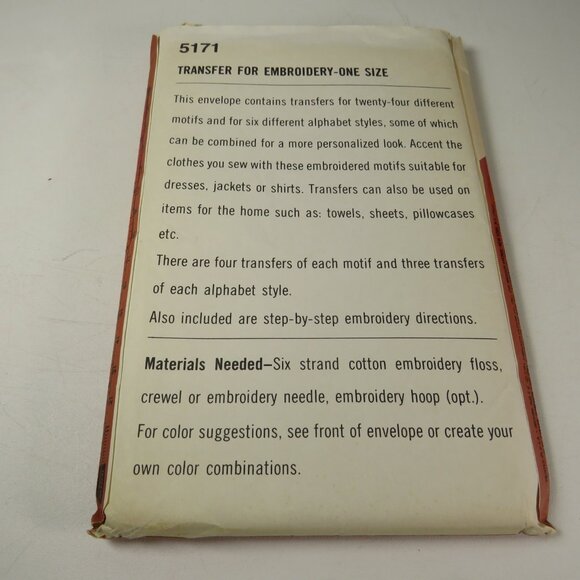 5171
TRANSFER FOR EMBROIDERY-ONE SIZE
This envelope contains transfers for twenty-four different
motifs and for six different alphabet styles, some of which
can be combined for a more personalized look. Accent the
clothes you sew with these embroidered motifs suitable for
dresses, jackets or shirts. Transfers can also be used on
items for the home such as: towels, sheets, pillowcases
etc.
There are four transfers of each motif and three transfers
of each alphabet style.
Also included are step-by-step embroidery directions.
Materials Needed—Six strand cotton embroidery floss,
crewel or embroidery needle, embroidery hoop (opt.).
For color suggestions, see front of envelope or create your
own color combinations.